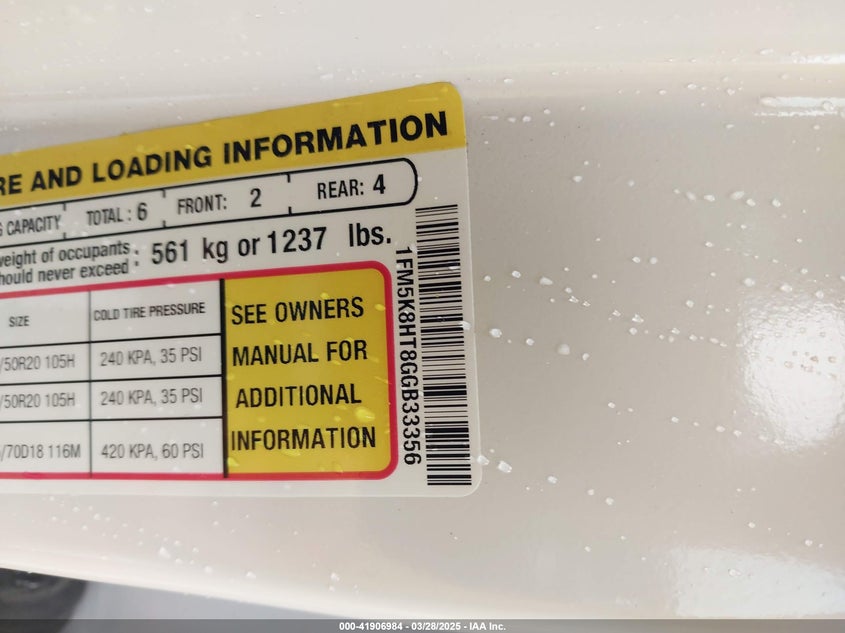 RE AND LOADING INFORMATION
CAPACITY TOTAL : 6 FRONT: 2 REAR: 4
weight of occupants
hould never exceed : 561 kg or 1237 lbs.
SIZE COLD TIRE PRESSURE
/50R20 105H 240 KPA, 35 PSI
/50R20 105H 240 KPA, 35 PSI
/70D18 116M 420 KPA, 60 PSI
SEE OWNERS
MANUAL FOR
ADDITIONAL
INFORMATION
1FM5K8HT8GGB33356
000-41906984 - 03/28/2025 - IAA Inc.